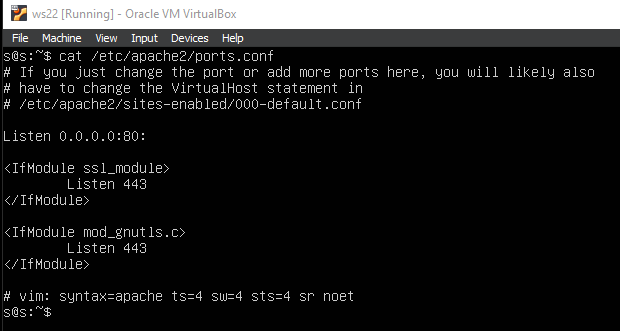 ws22 [Running] - Oracle VM VirtualBox
File Machine View Input Devices Help
s@s:~$ cat /etc/apache2/ports.conf
# If you just change the port or add more ports here, you will likely also
# have to change the VirtualHost statement in
# /etc/apache2/sites-enabled/000-default.conf
Listen 0.0.0.0:80:
<IfModule ssl_module>
Listen 443
</IfModule>
<IfModule mod_gnutls.c>
Listen 443
</IfModule>
# vim: syntax=apache ts=4 sw=4 sts=4 sr noet
s@s:~$